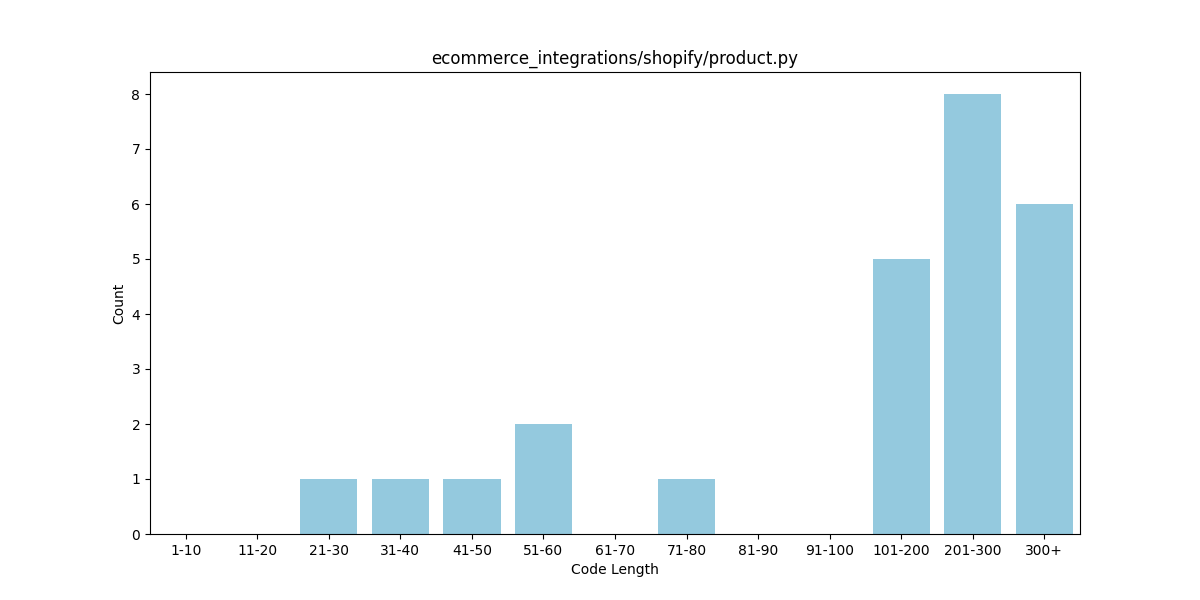 ecommerce_integrations/shopify/product.py
8
7
6
5
4
3
2
1
0
Count
1-10 11-20 21-30 31-40 41-50 51-60 61-70 71-80 81-90 91-100 101-200 201-300 300+
Code Length